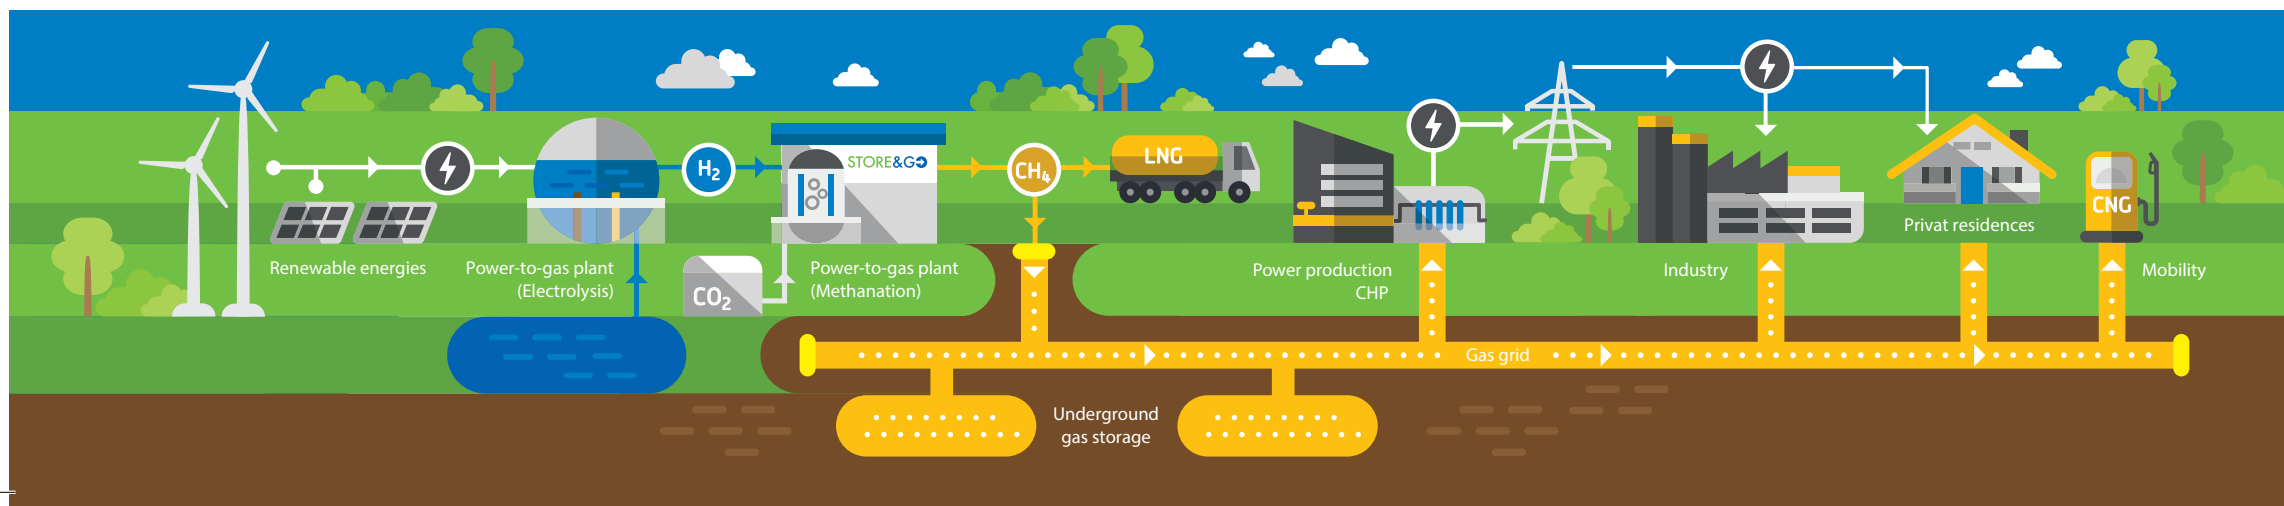 Renewable energies
Power-to-gas plant
(Electrolysis)
H2
CO2
STORE&GO
Power-to-gas plant
(Methanation)
CH4
LNG
Underground
gas storage
Power production
CHP
Gas grid
Industry
Privat residences
CNG
Mobility